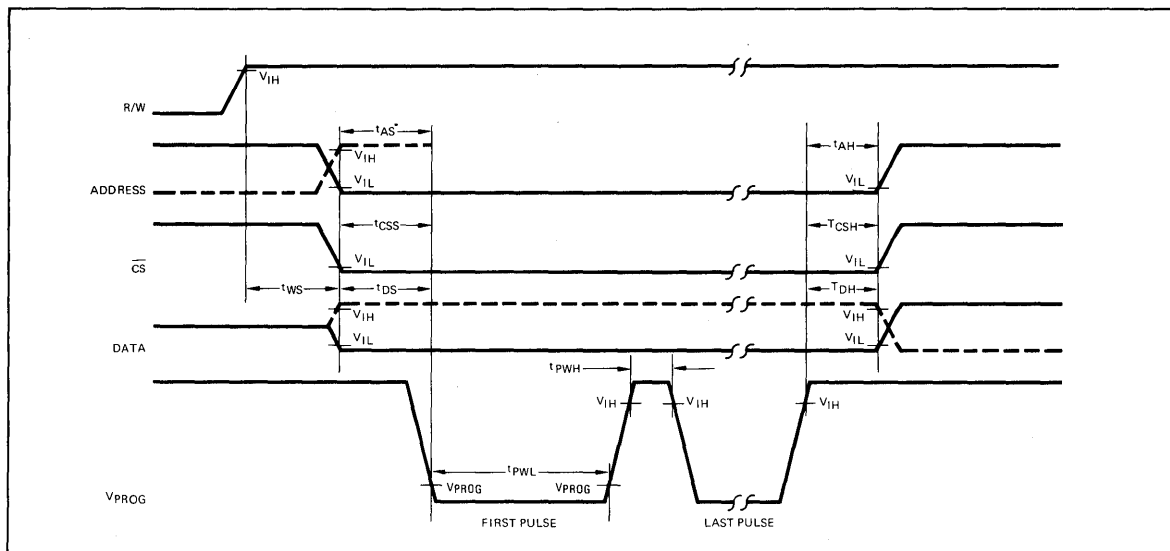 VIH
R/W
tAS
VIH
tAH
ADDRESS
VIL
VIL
tCSS
TCSH
CS
VIL
VIL
tWS
tDS
TDH
VIH
VIH
DATA
VIL
VIL
tPWH
VIH
VIH
VIH
tPWL
VPROG
VPROG
VPROG
FIRST PULSE
LAST PULSE